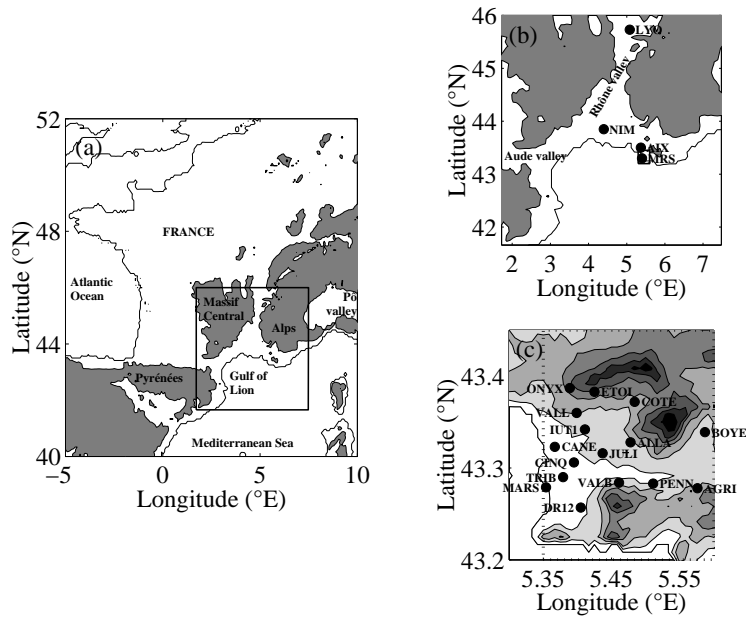 52
48
44
40
Latitude (°N)
(a)
FRANCE
Atlantic
Ocean
Massif
Central
Alps
Po
valley
Pyrénées
Gulf of
Lion
Mediterranean Sea
−5
0
5
10
Longitude (°E)
46
45
44
43
42
Latitude (°N)
(b)
LYO
Rhône valley
NIM
Aude valley
AIX
MRS
2
3
4
5
6
7
Longitude (°E)
43.4
43.3
43.2
Latitude (°N)
(c)
ONYX
ETOI
COTE
VALL
IUT1
BOYE
CANE
ALLA
JULI
CINQ
TRIB
MARS
VALB
PENN
AGRI
DR12
5.35
5.45
5.55
Longitude (°E)